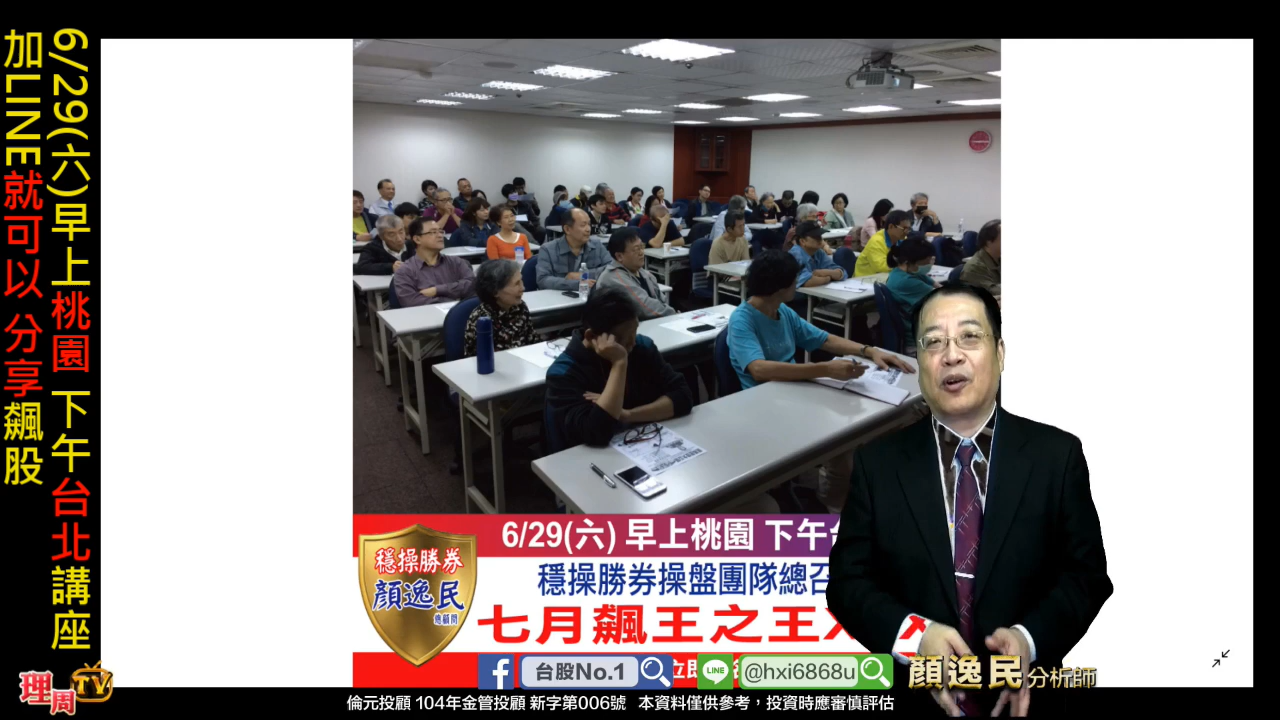 6/29(六)早上桃園 下午台北講座
加LINE就可以 分享飆股
6/29(六) 早上桃園 下午
穩操勝券
顏逸民
穩操勝券操盤團隊總召
七月飆王之王
台股No.1
LINE
@hxi6868u
顏逸民分析師
理周TV
倫元投顧 104年金管投顧 新字第006號 本資料僅供參考，投資時應審慎評估